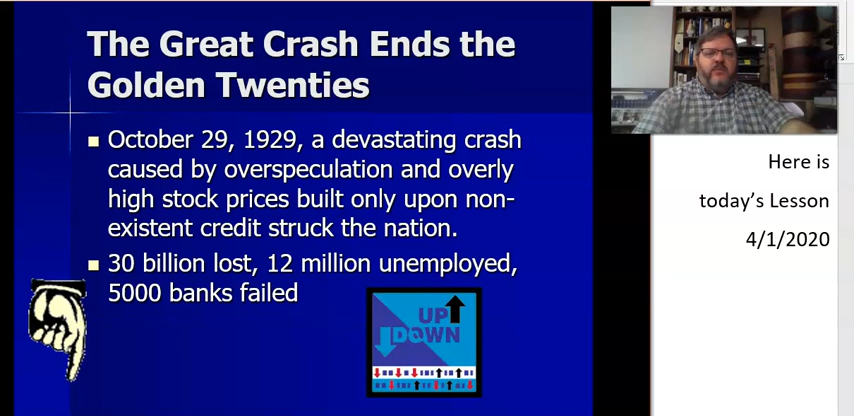 The Great Crash Ends the
Golden Twenties
October 29, 1929, a devastating crash
caused by overspeculation and overly
high stock prices built only upon non-
existent credit struck the nation.
30 billion lost, 12 million unemployed,
5000 banks failed
UP
DOWN
Here is
today’s Lesson
4/1/2020